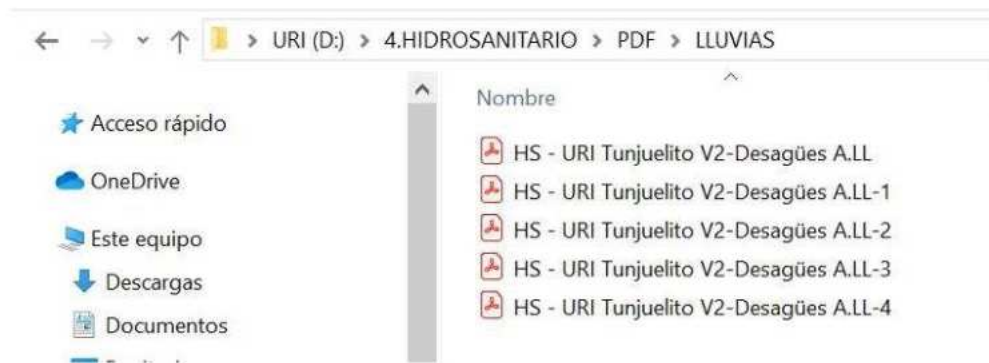 URI (D:) > 4.HIDROSANITARIO > PDF > LLUVIAS
Acceso rápido
OneDrive
Este equipo
Descargas
Documentos
Nombre
HS - URI Tunjuelito V2-Desagües A.LL
HS - URI Tunjuelito V2-Desagües A.LL-1
HS - URI Tunjuelito V2-Desagües A.LL-2
HS - URI Tunjuelito V2-Desagües A.LL-3
HS - URI Tunjuelito V2-Desagües A.LL-4